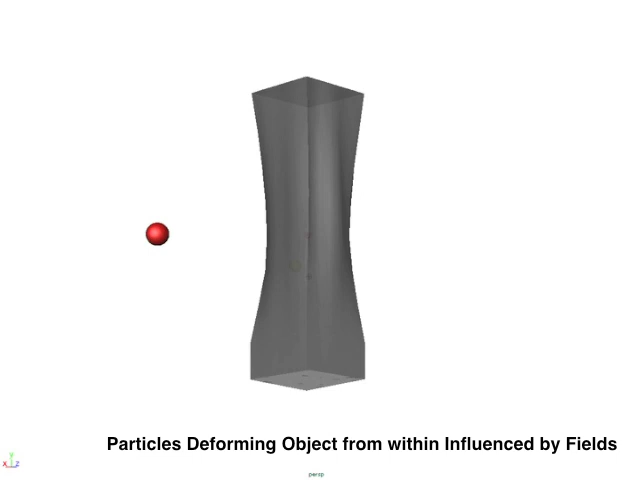 Particles Deforming Object from within Influenced by Fields
X Z
persp